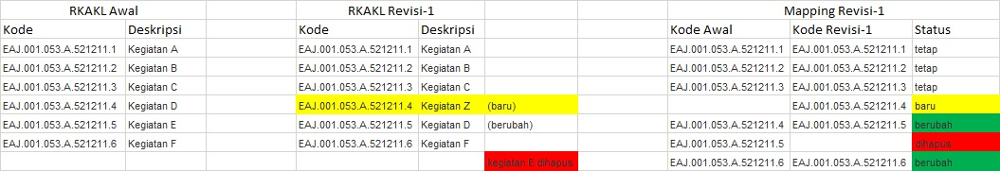 RKAKL Awal RKAKL Revisi-1 Mapping Revisi-1
Kode Deskripsi Kode Deskripsi Kode Awal Kode Revisi-1 Status
EAJ.001.053.A.521211.1 Kegiatan A EAJ.001.053.A.521211.1 Kegiatan A EAJ.001.053.A.521211.1 EAJ.001.053.A.521211.1 tetap
EAJ.001.053.A.521211.2 Kegiatan B EAJ.001.053.A.521211.2 Kegiatan B EAJ.001.053.A.521211.2 EAJ.001.053.A.521211.2 tetap
EAJ.001.053.A.521211.3 Kegiatan C EAJ.001.053.A.521211.3 Kegiatan C EAJ.001.053.A.521211.3 EAJ.001.053.A.521211.3 tetap
EAJ.001.053.A.521211.4 Kegiatan D EAJ.001.053.A.521211.4 Kegiatan Z (baru) EAJ.001.053.A.521211.4 baru
EAJ.001.053.A.521211.5 Kegiatan E EAJ.001.053.A.521211.5 Kegiatan D (berubah) EAJ.001.053.A.521211.4 EAJ.001.053.A.521211.5 berubah
EAJ.001.053.A.521211.6 Kegiatan F EAJ.001.053.A.521211.6 Kegiatan F EAJ.001.053.A.521211.5 dihapus
kegiatan E dihapus EAJ.001.053.A.521211.6 EAJ.001.053.A.521211.6 berubah